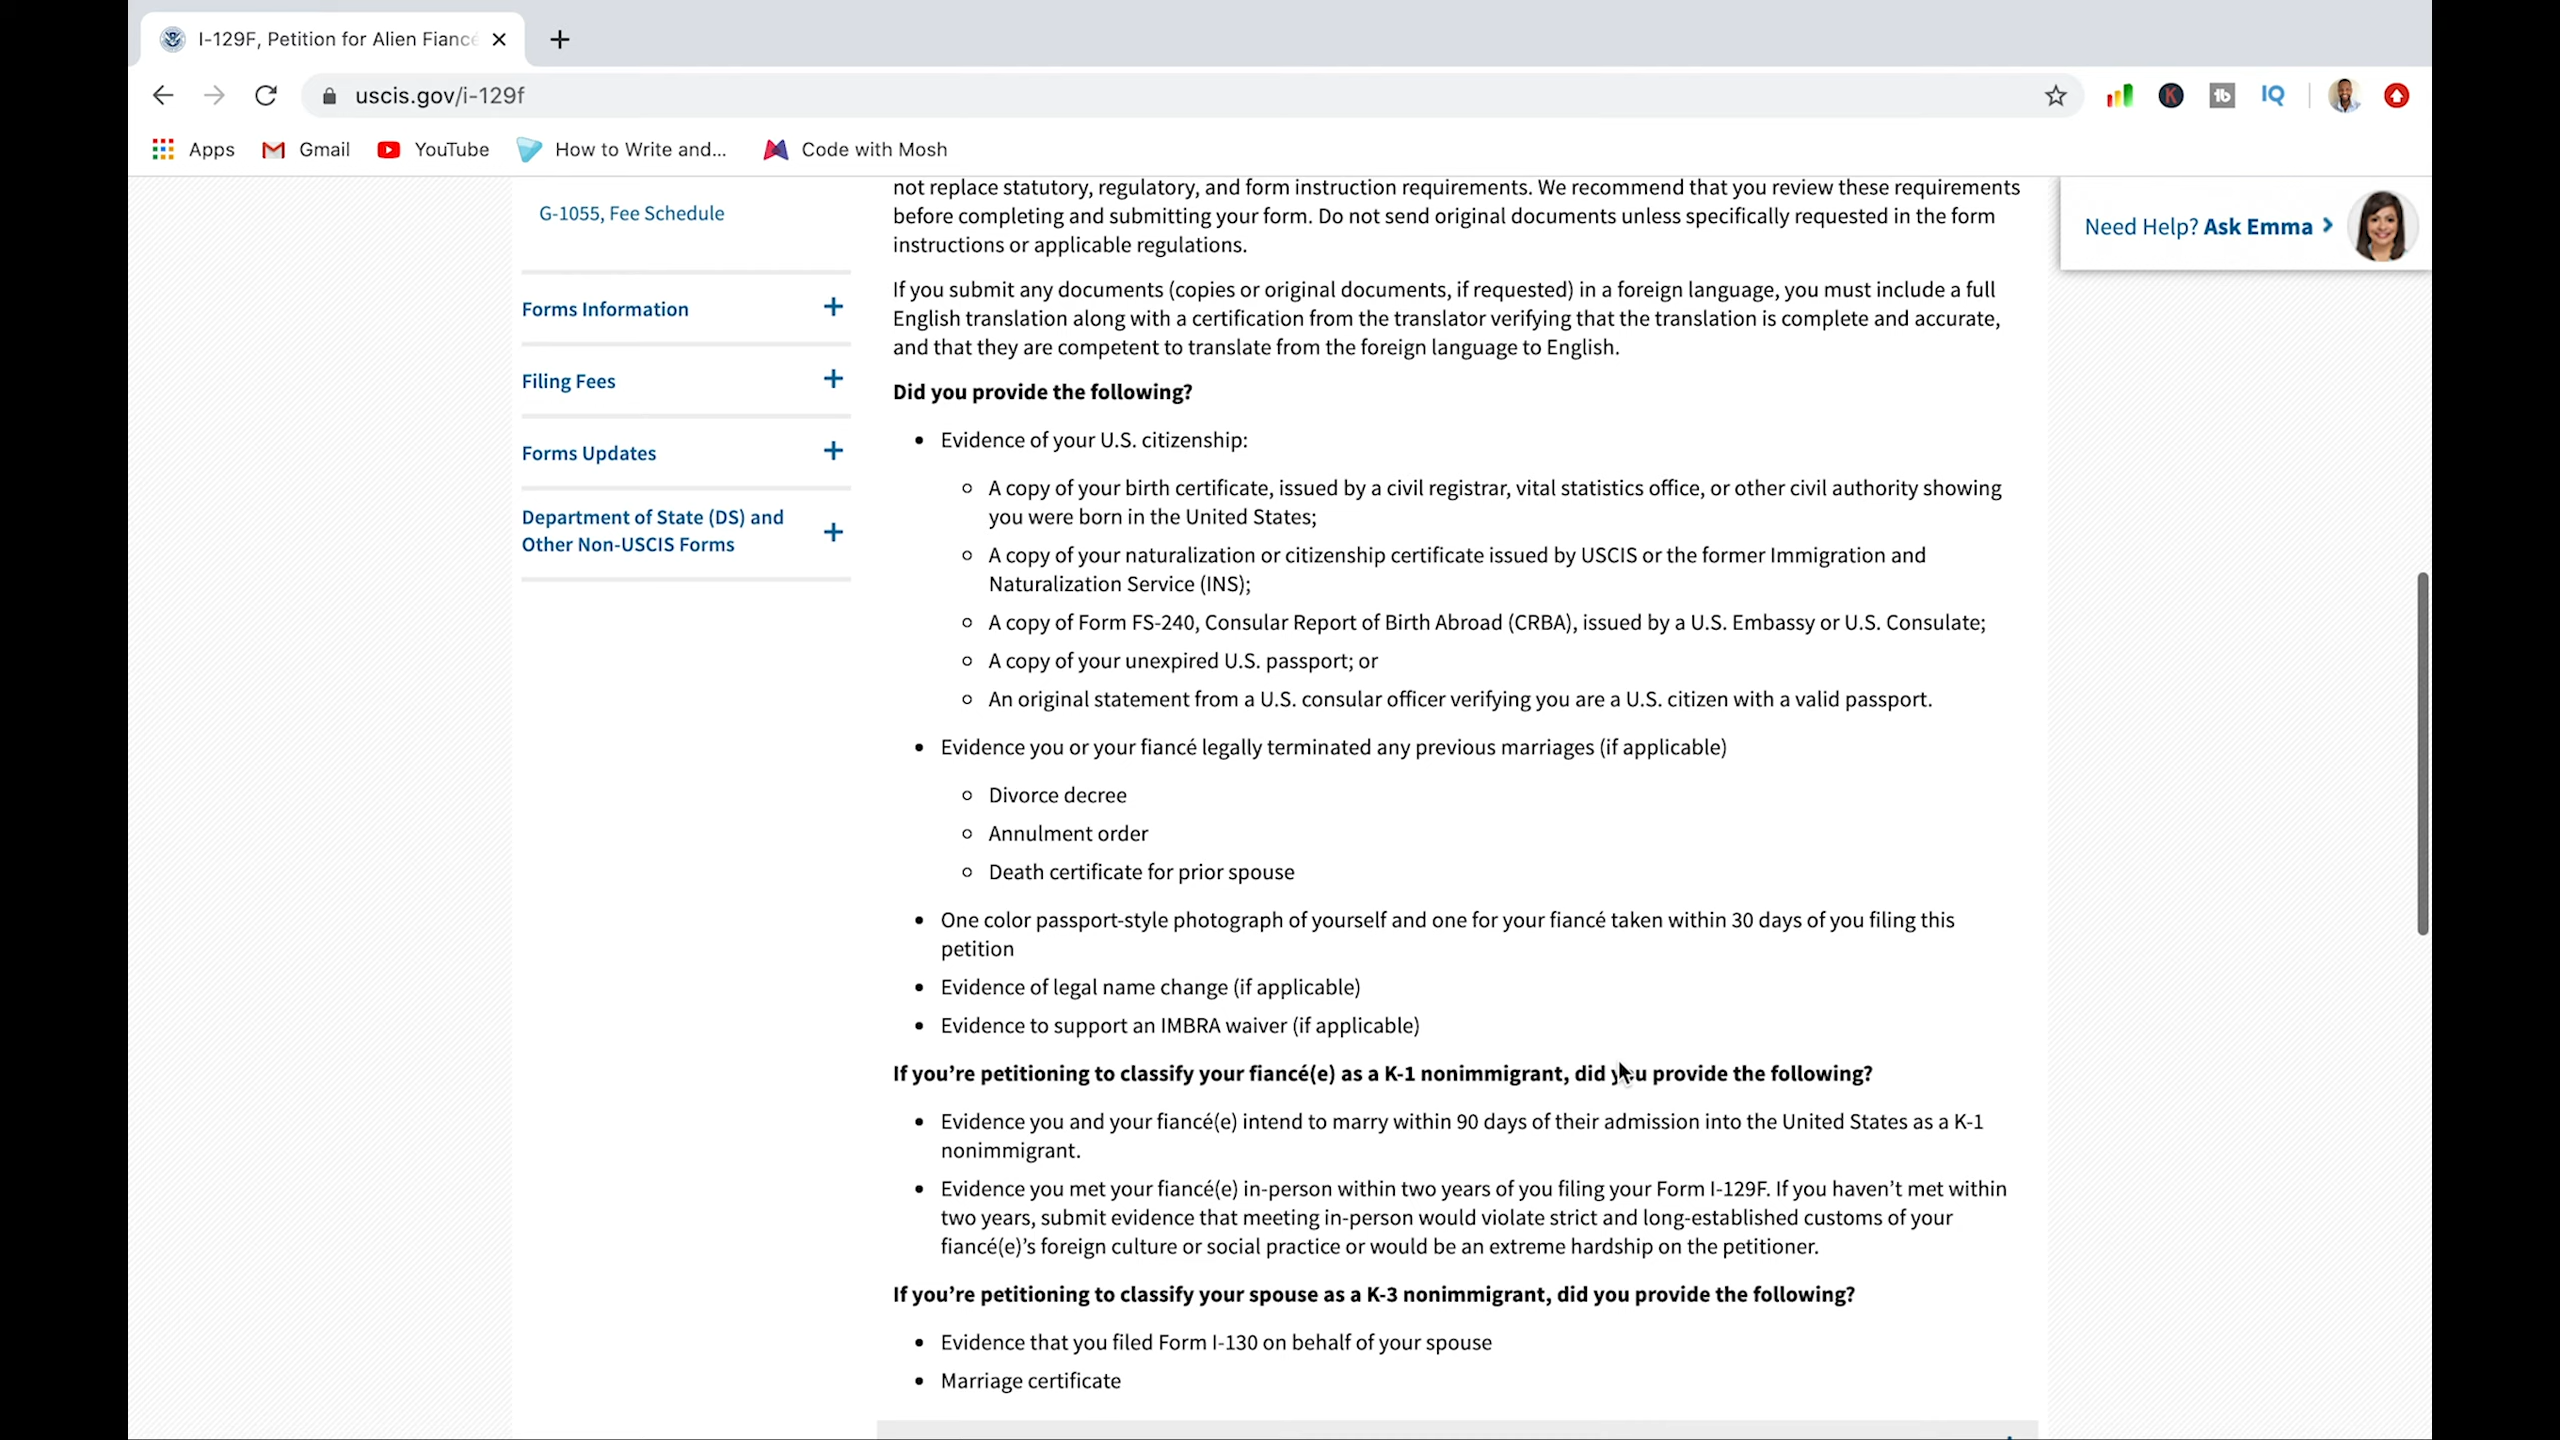 I-129F, Petition for Alien Fiancé
uscis.gov/i-129f
IQ
Apps
Gmail
YouTube
How to Write and...
Code with Mosh
G-1055, Fee Schedule
Forms Information
Filing Fees
Forms Updates
Department of State (DS) and
Other Non-USCIS Forms
not replace statutory, regulatory, and form instruction requirements. We recommend that you review these requirements
before completing and submitting your form. Do not send original documents unless specifically requested in the form
instructions or applicable regulations.
Need Help? Ask Emma
If you submit any documents (copies or original documents, if requested) in a foreign language, you must include a full
English translation along with a certification from the translator verifying that the translation is complete and accurate,
and that they are competent to translate from the foreign language to English.
Did you provide the following?
Evidence of your U.S. citizenship:
A copy of your birth certificate, issued by a civil registrar, vital statistics office, or other civil authority showing
you were born in the United States;
A copy of your naturalization or citizenship certificate issued by USCIS or the former Immigration and
Naturalization Service (INS);
A copy of Form FS-240, Consular Report of Birth Abroad (CRBA), issued by a U.S. Embassy or U.S. Consulate;
A copy of your unexpired U.S. passport; or
An original statement from a U.S. consular officer verifying you are a U.S. citizen with a valid passport.
Evidence you or your fiancé legally terminated any previous marriages (if applicable)
Divorce decree
Annulment order
Death certificate for prior spouse
One color passport-style photograph of yourself and one for your fiancé taken within 30 days of you filing this
petition
Evidence of legal name change (if applicable)
Evidence to support an IMBRA waiver (if applicable)
If you’re petitioning to classify your fiancé(e) as a K-1 nonimmigrant, did you provide the following?
Evidence you and your fiancé(e) intend to marry within 90 days of their admission into the United States as a K-1
nonimmigrant.
Evidence you met your fiancé(e) in-person within two years of you filing your Form I-129F. If you haven’t met within
two years, submit evidence that meeting in-person would violate strict and long-established customs of your
fiancé(e)’s foreign culture or social practice or would be an extreme hardship on the petitioner.
If you’re petitioning to classify your spouse as a K-3 nonimmigrant, did you provide the following?
Evidence that you filed Form I-130 on behalf of your spouse
Marriage certificate